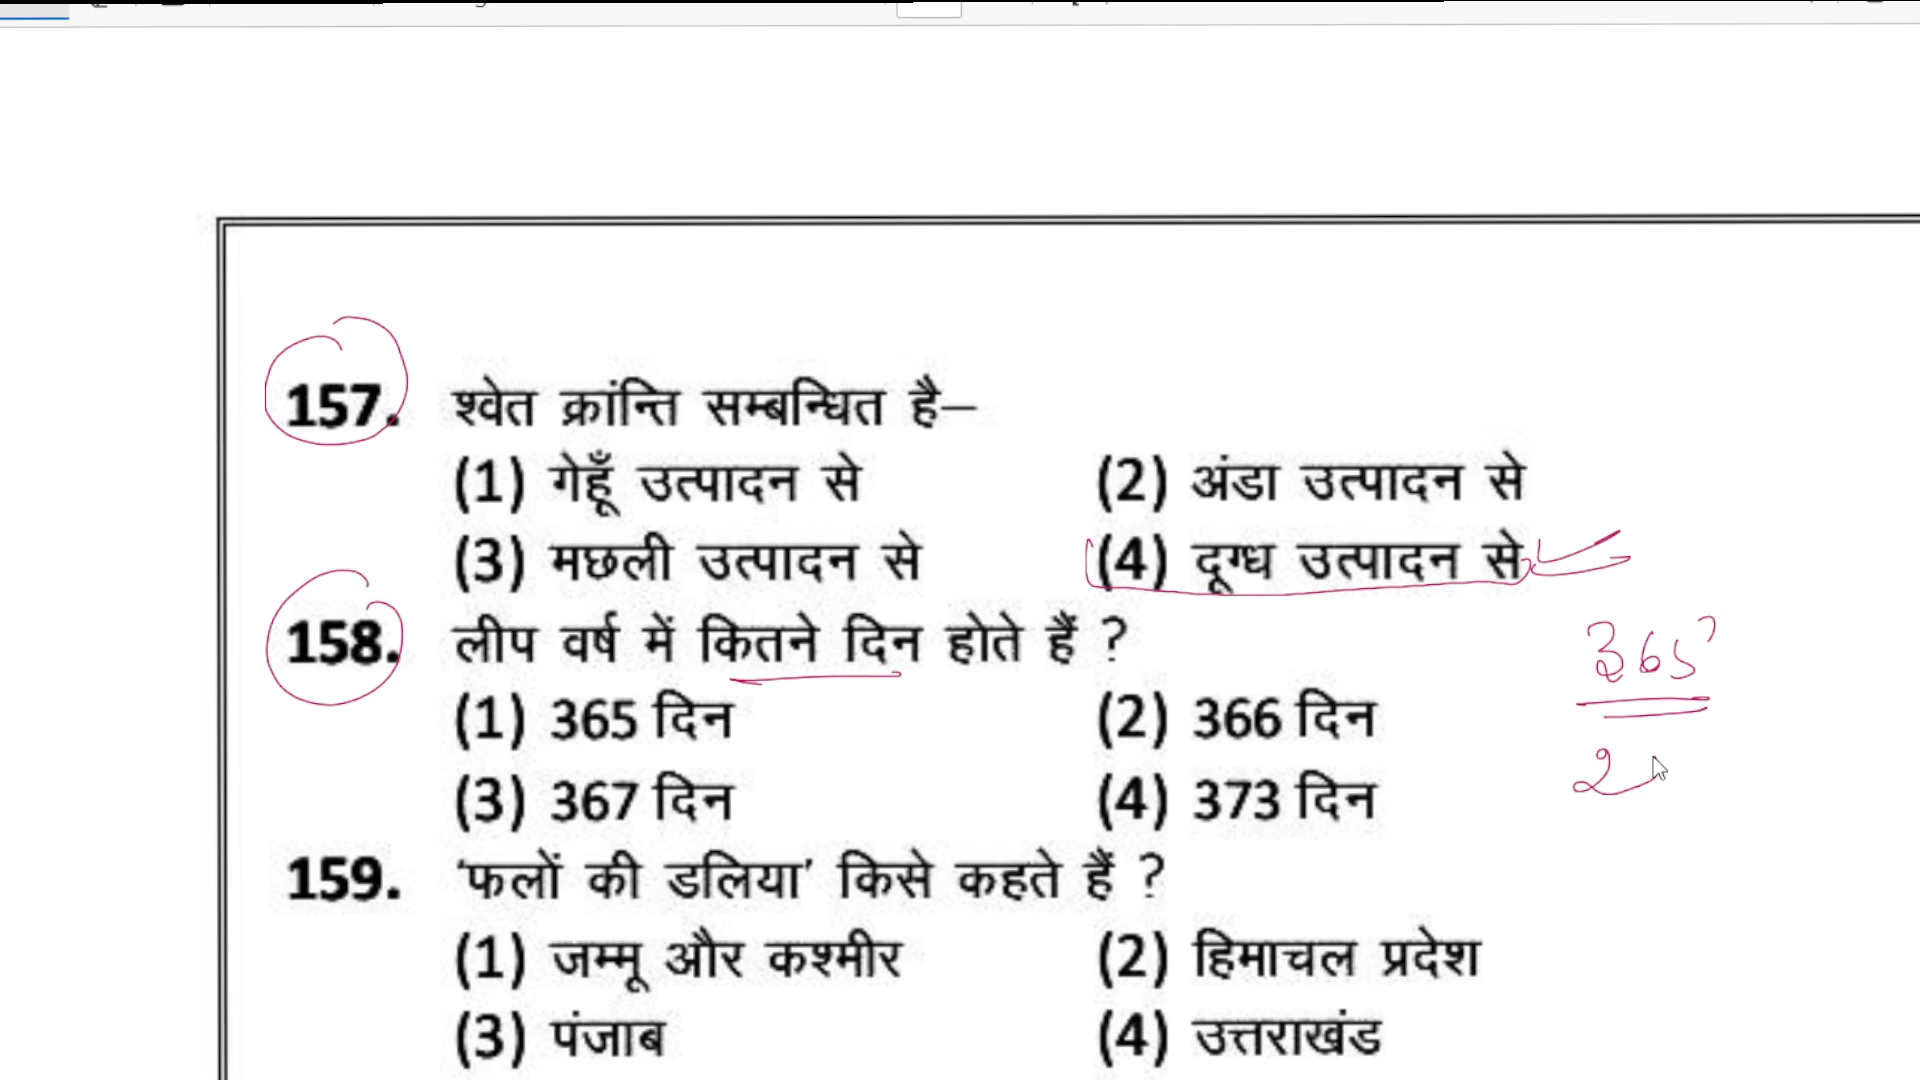 157. श्वेत क्रांन्ति सम्बन्धित है–
(1) गेहूँ उत्पादन से (2) अंडा उत्पादन से
(3) मछली उत्पादन से (4) दूग्ध उत्पादन से
158. लीप वर्ष में कितने दिन होते हैं ?
365
(1) 365 दिन (2) 366 दिन
2
(3) 367 दिन (4) 373 दिन
159. 'फलों की डलिया' किसे कहते हैं ?
(1) जम्मू और कश्मीर (2) हिमाचल प्रदेश
(3) पंजाब (4) उत्तराखंड